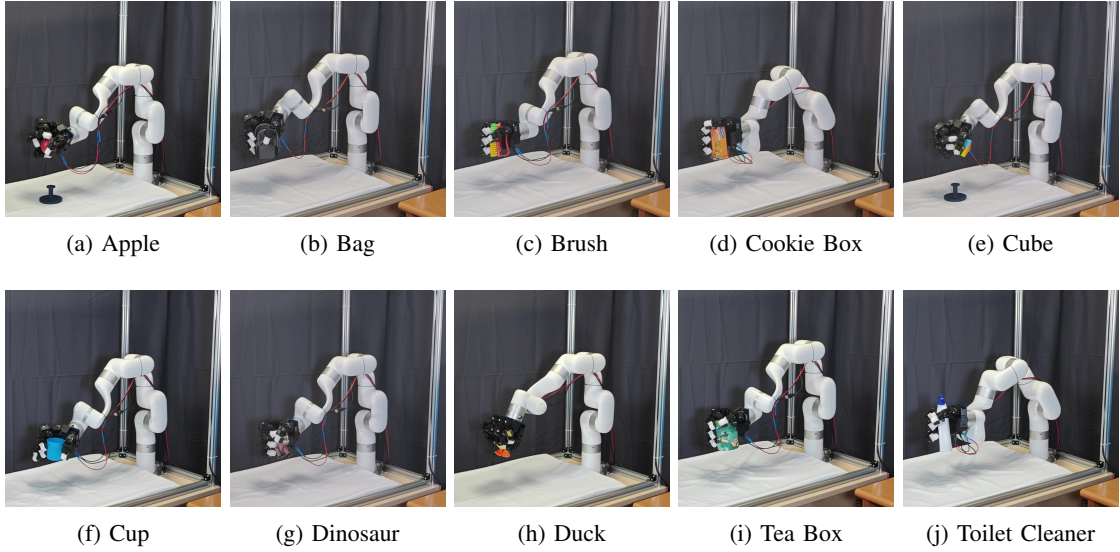 (a) Apple
(b) Bag
(c) Brush
(d) Cookie Box
(e) Cube
(f) Cup
(g) Dinosaur
(h) Duck
(i) Tea Box
(j) Toilet Cleaner